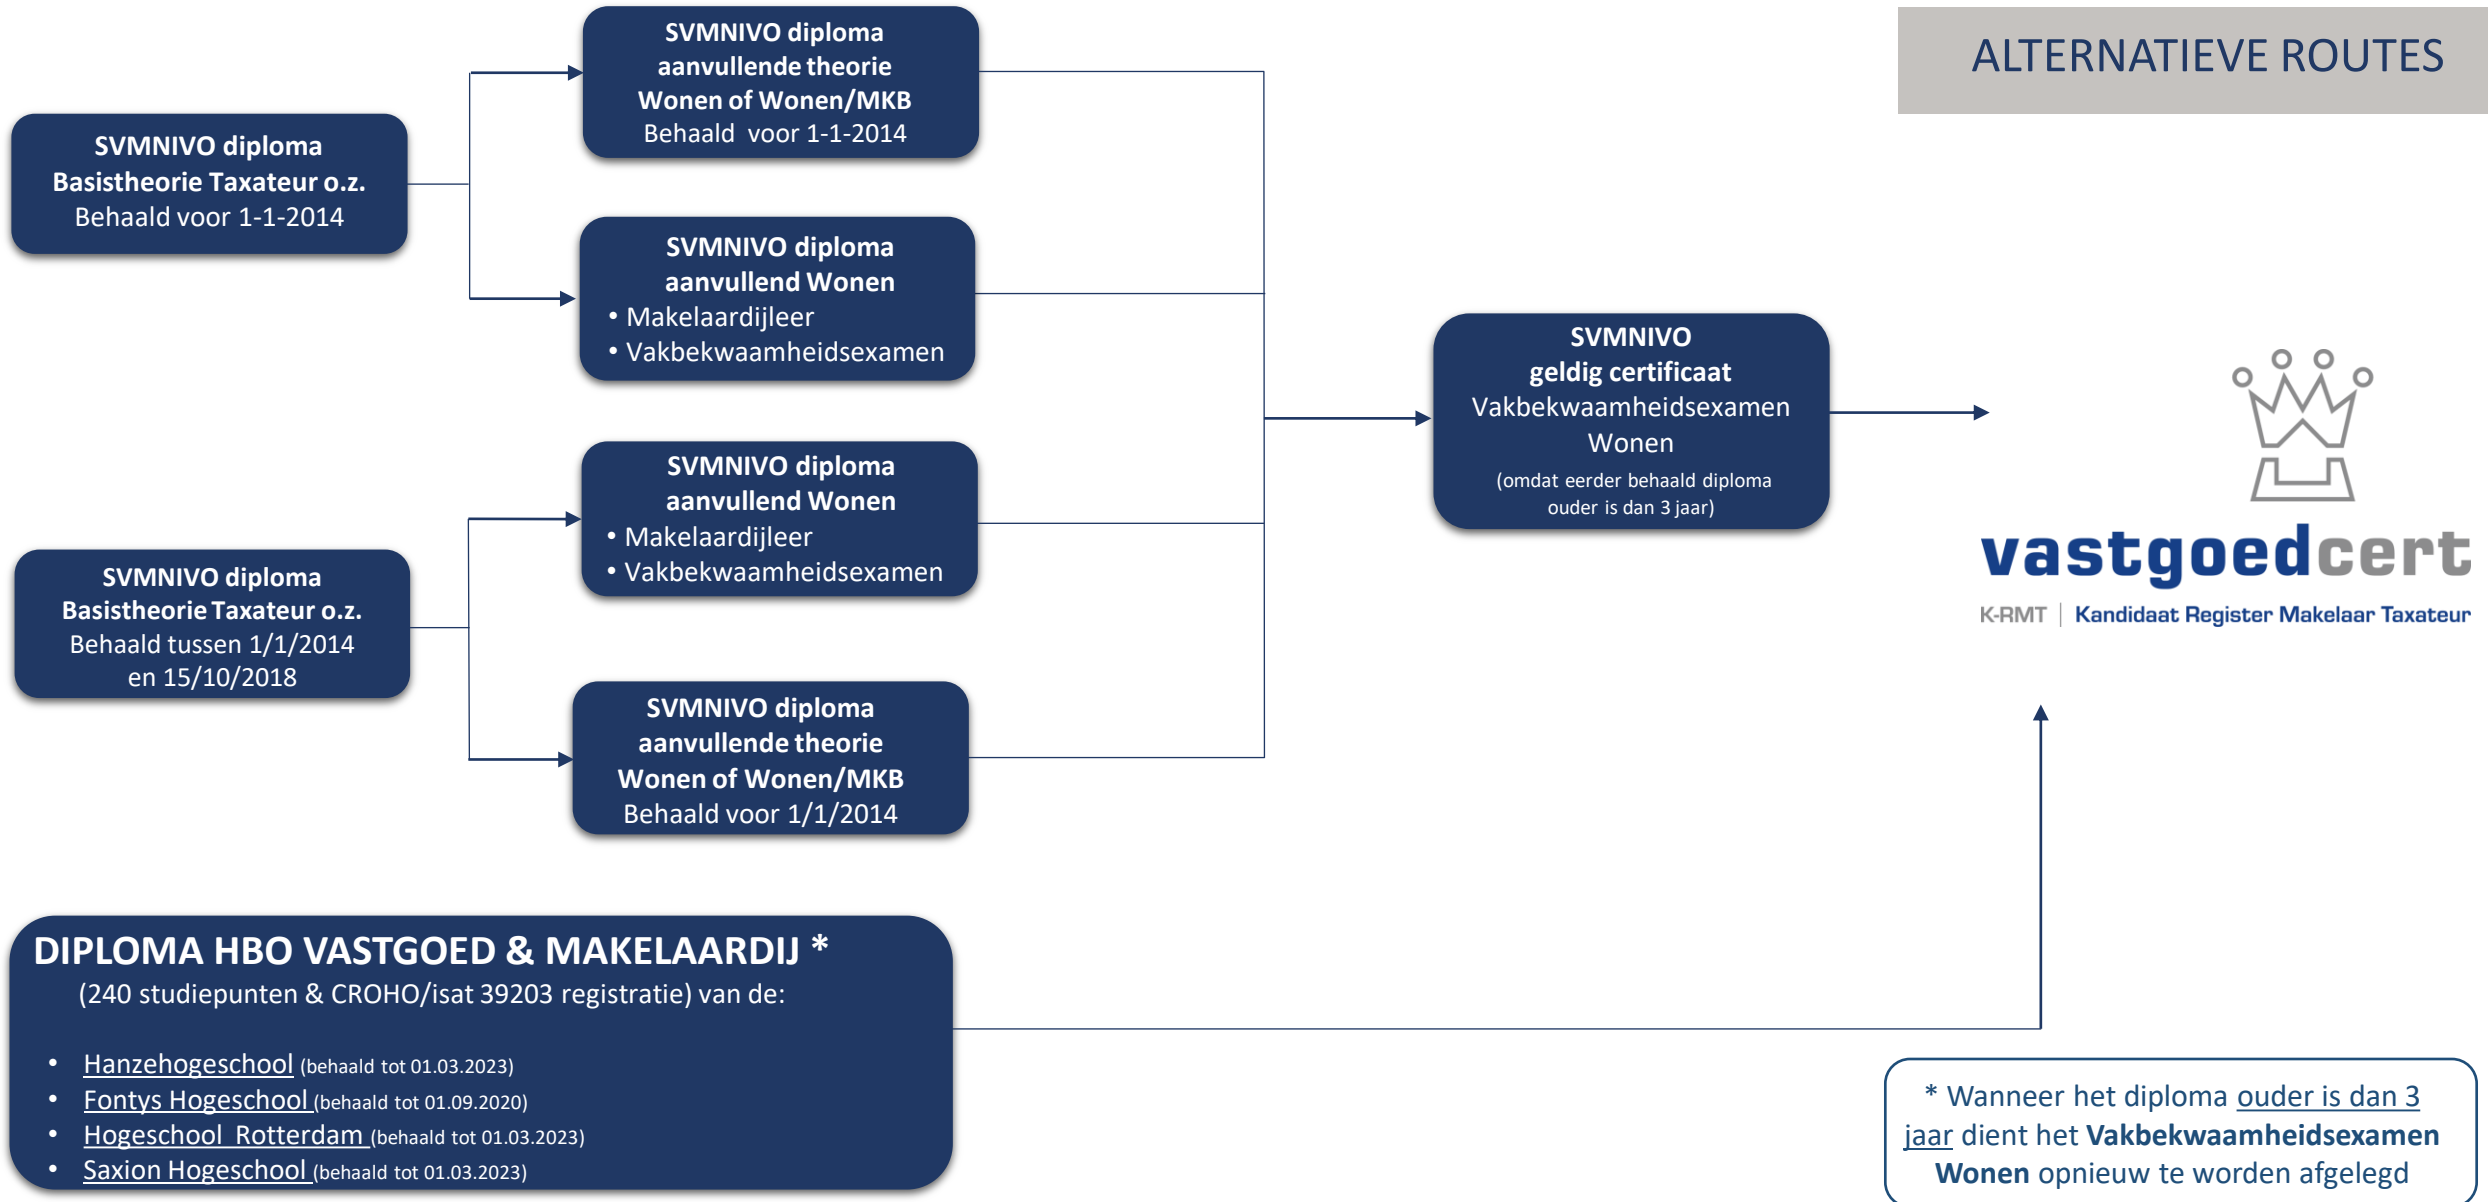 ALTERNATIEVE ROUTES
SVMNIVO diploma
Basistheorie Taxateur o.z.
Behaald voor 1-1-2014
SVMNIVO diploma
aanvullende theorie
Wonen of Wonen/MKB
Behaald voor 1-1-2014
SVMNIVO diploma
aanvullend Wonen
• Makelaardijleer
• Vakbekwaamheidsexamen
SVMNIVO diploma
Basistheorie Taxateur o.z.
Behaald tussen 1/1/2014
en 15/10/2018
SVMNIVO diploma
aanvullend Wonen
• Makelaardijleer
• Vakbekwaamheidsexamen
SVMNIVO diploma
aanvullende theorie
Wonen of Wonen/MKB
Behaald voor 1/1/2014
SVMNIVO
geldig certificaat
Vakbekwaamheidsexamen
Wonen
(omdat eerder behaald diploma
ouder is dan 3 jaar)
vastgoedcert
K-RMT | Kandidaat Register Makelaar Taxateur
DIPLOMA HBO VASTGOED & MAKELAARDIJ *
(240 studiepunten & CROHO/isat 39203 registratie) van de:
• Hanzehogeschool (behaald tot 01.03.2023)
• Fontys Hogeschool (behaald tot 01.09.2020)
• Hogeschool Rotterdam (behaald tot 01.03.2023)
• Saxion Hogeschool (behaald tot 01.03.2023)
* Wanneer het diploma ouder is dan 3
jaar dient het Vakbekwaamheidsexamen
Wonen opnieuw te worden afgelegd